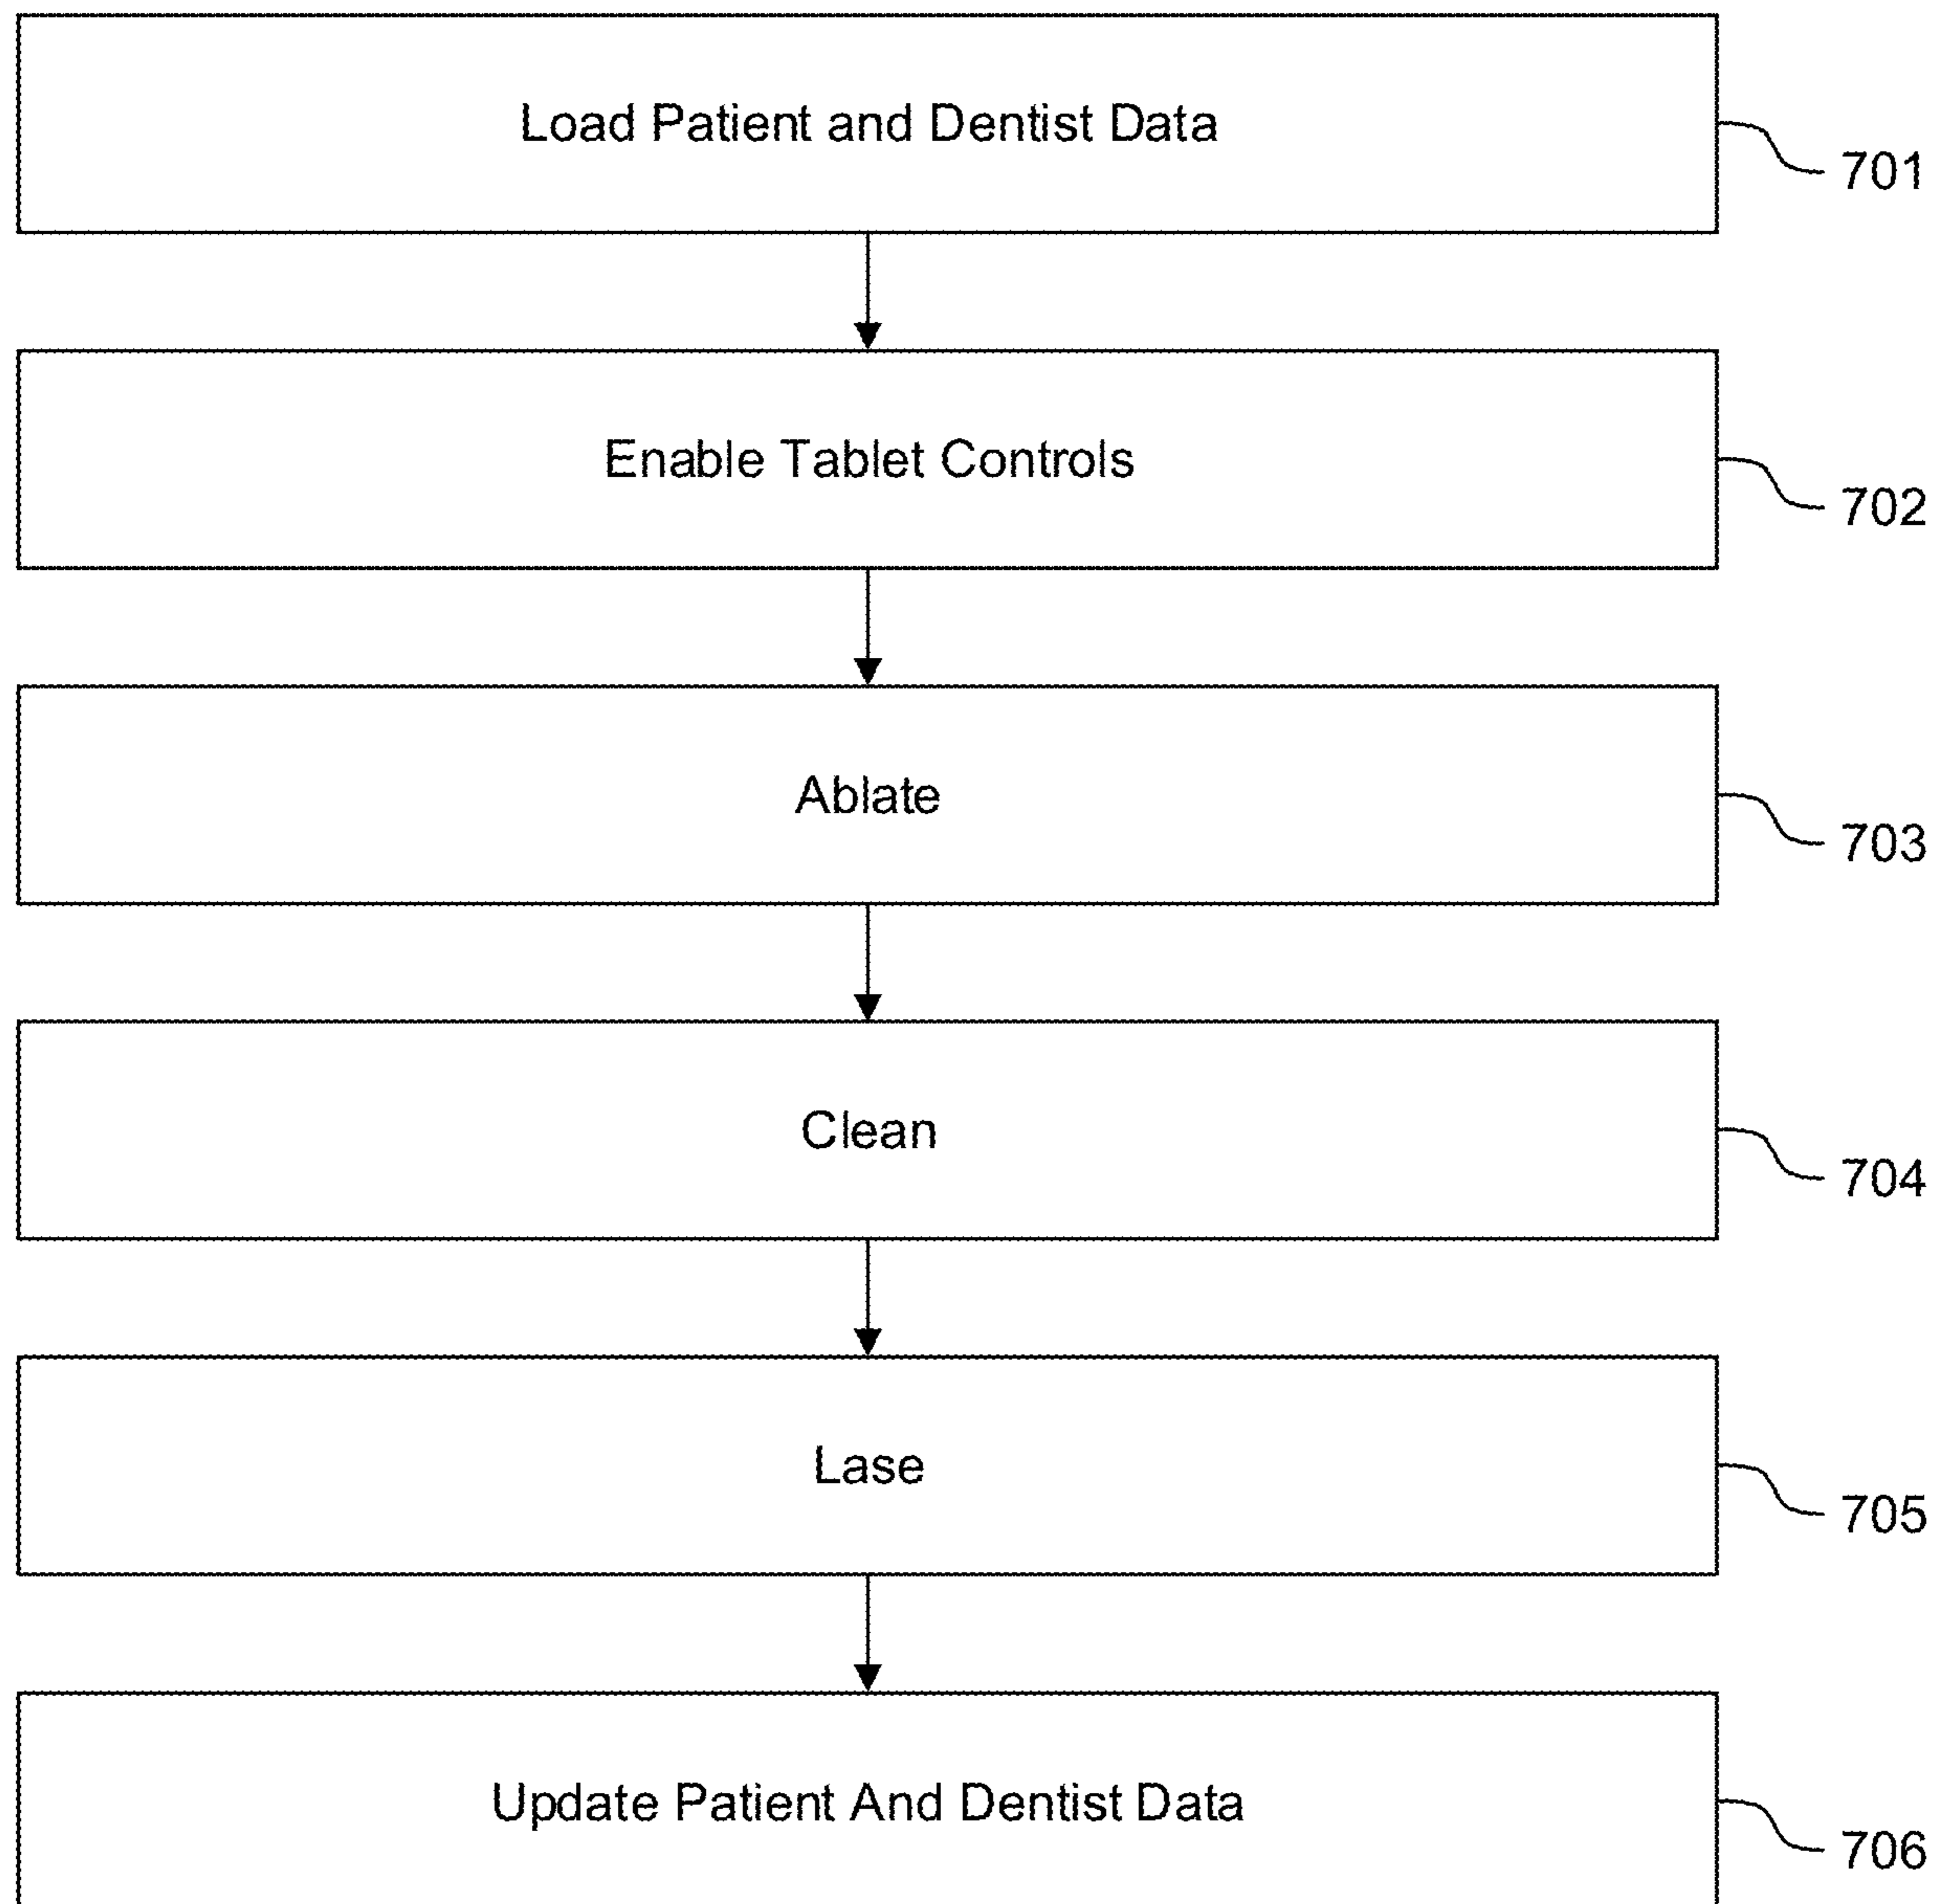 Load Patient and Dentist Data
701
Enable Tablet Controls
702
Ablate
703
Clean
704
Lase
705
Update Patient And Dentist Data
706